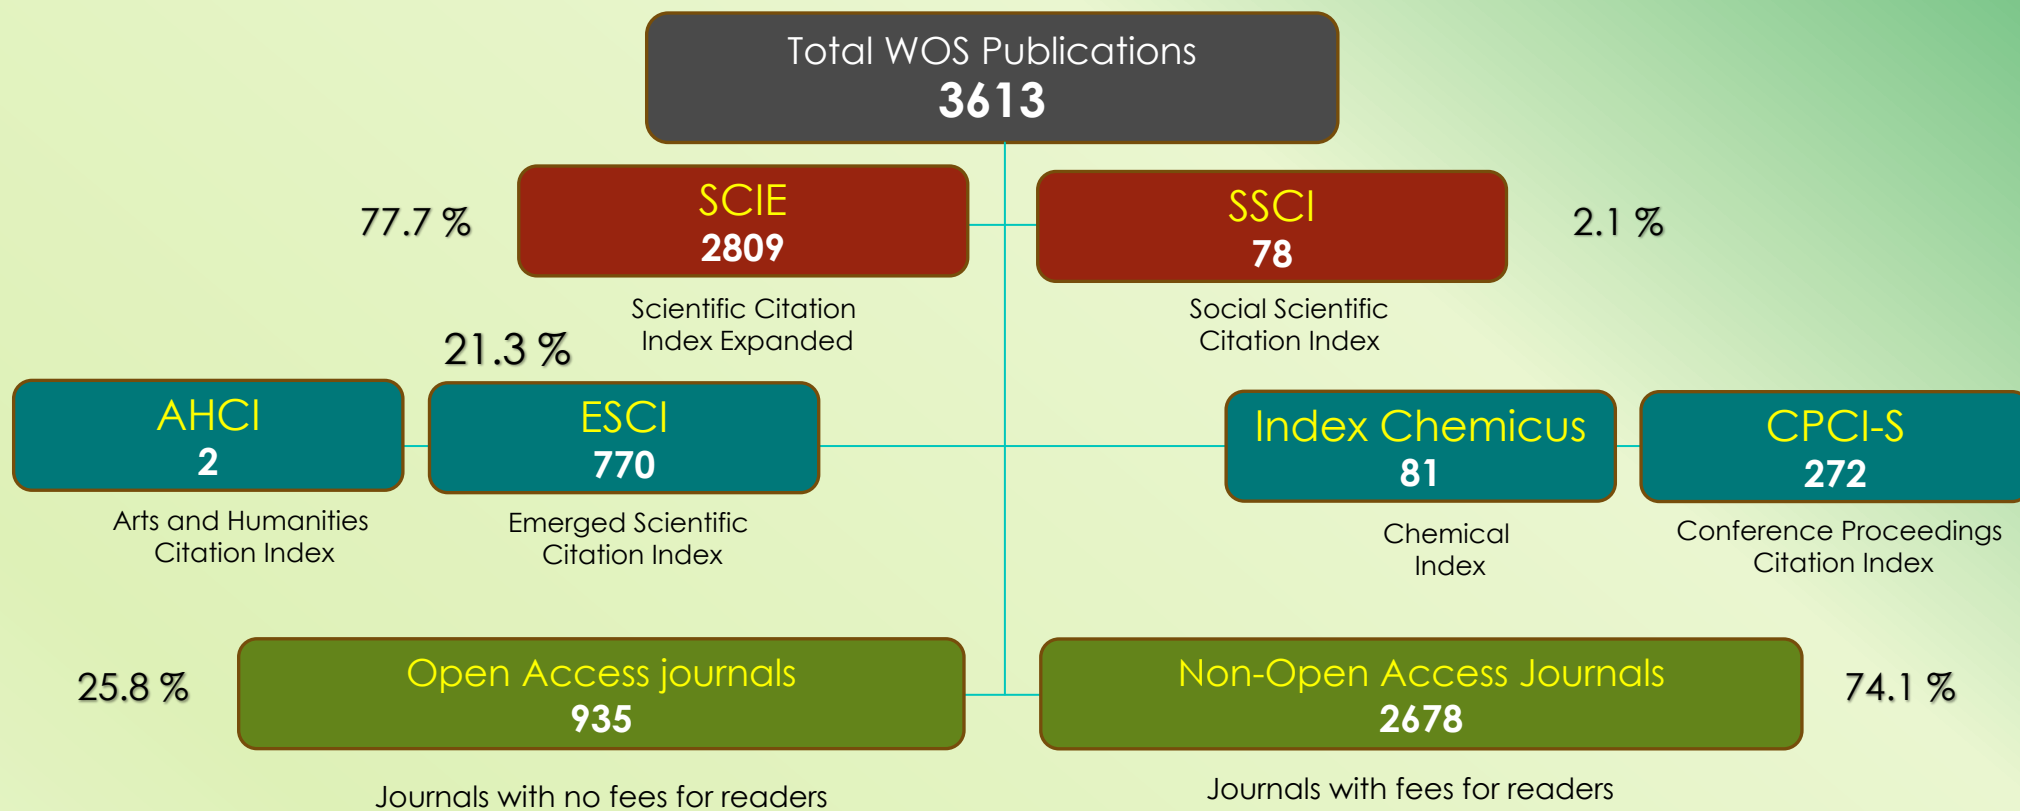 Total WOS Publications
3613
77.7 %
SCIE
2809
SSCI
78
2.1 %
Scientific Citation
Index Expanded
Social Scientific
Citation Index
21.3 %
AHCI
2
ESCI
770
Index Chemicus
81
CPCI-S
272
Arts and Humanities
Citation Index
Emerged Scientific
Citation Index
Chemical
Index
Conference Proceedings
Citation Index
25.8 %
Open Access journals
935
Non-Open Access Journals
2678
74.1 %
Journals with no fees for readers
Journals with fees for readers